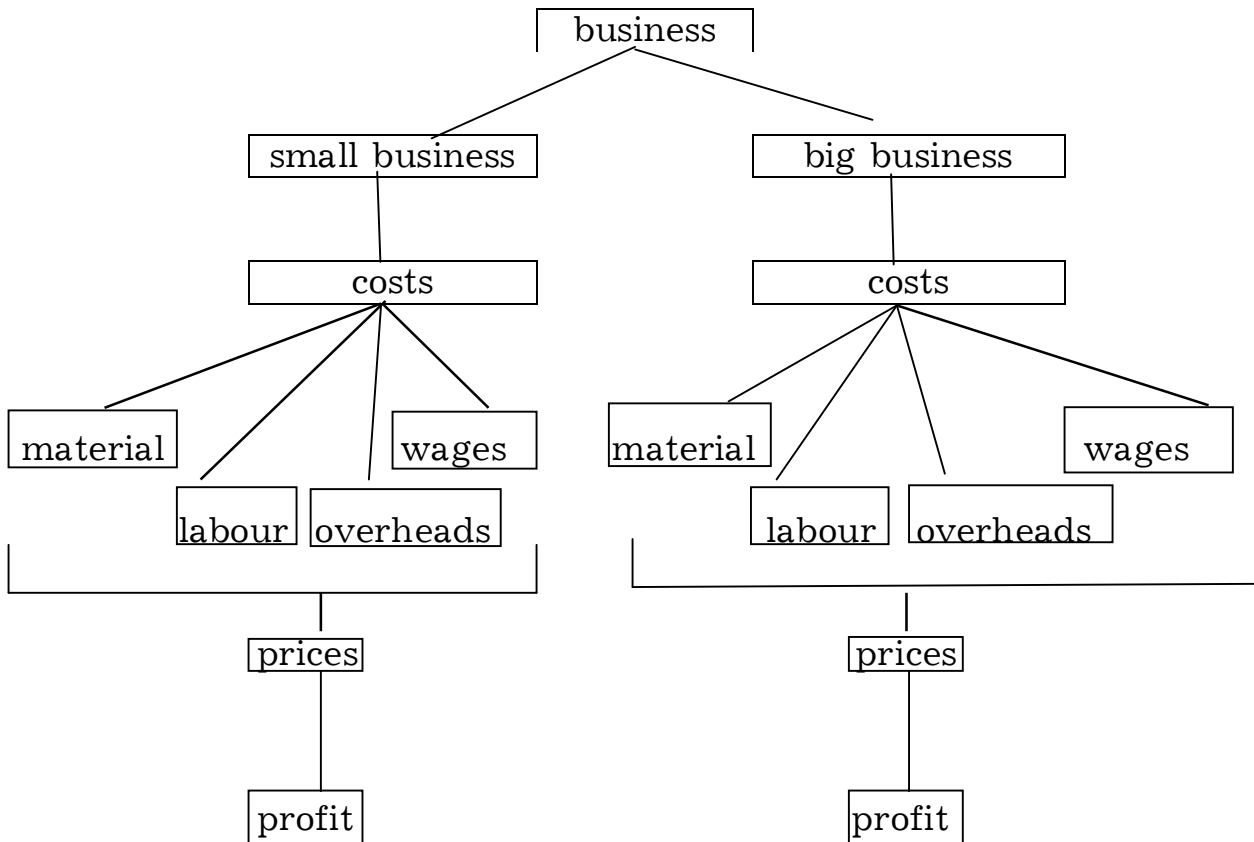 business
small business big business
costs costs
material wages material wages
labour overheads labour overheads
prices prices
profit profit